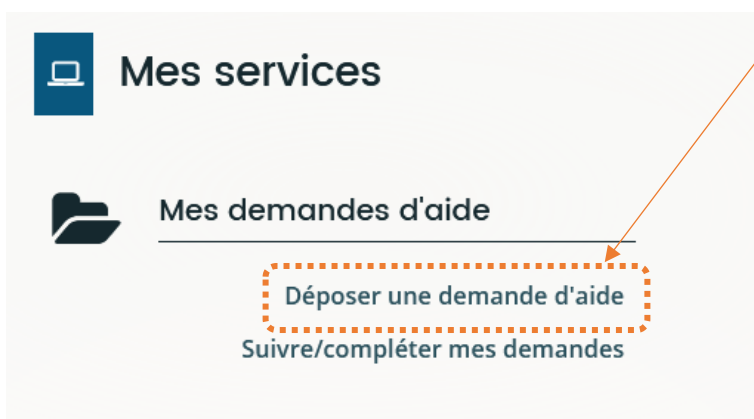 Mes services
Mes demandes d'aide
Déposer une demande d'aide
Suivre/compléter mes demandes